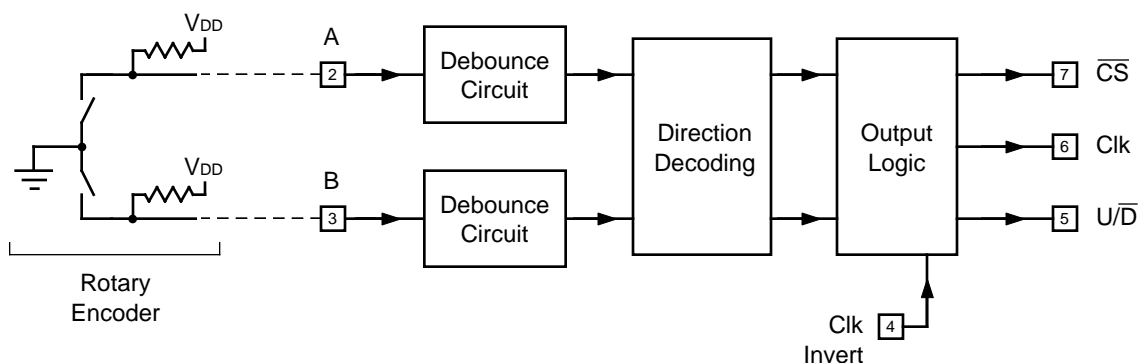 VDD
A
2
Debounce
Circuit
7
C̅S̅
Direction
Decoding
Output
Logic
6
Clk
VDD
B
3
Debounce
Circuit
5
U/D̅
Rotary
Encoder
Clk
Invert
4